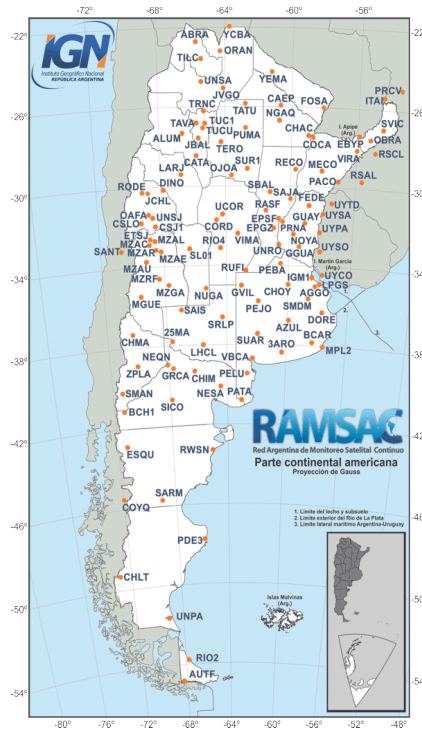 -72° -68° -64° -60° -56° -52° -48°
-22°
ABRA YCBA
IGN
Instituto Geográfico Nacional
REPÚBLICA ARGENTINA
TILC ORAN
UNSA YEMA
JVGO PRCV
TRNC CAEP FOSA ITAI
-26°
TATU NGAQ
TAVA TUC1 I. Apipé
(Arg.)
SVIC
ALUM TUCU PUMA CHAC
JBAL TERO COCA EBYP OBRA
CATA SUR1 VIRA RSCL
LARJ OJOA RECO MECO
DINO PACO RSAL
RQDE SBAL SAJA
-30°
JCHL UCOR RASF FEDE UYTD
OAFA UNSJ EPSF GUAY UYSA
CSLO CSJ1 CORD EPGZ PRNA UYPA
ETSJ MZAL VIMA NOYA
MZAC RIO4 UNRO UYSO
SANT MZAR SL01 GGUA
MZAE I. Martín García
(Arg.)
MZAU RUFI PEBA UYCO
-34°
MZRF IGM1 LPGS
MZGA NUGA GVIL CHOY AGGO
MGUE PEJO SMDM
SAIS SRLP DORE
2.
25MA AZUL BCAR
CHMA SUAR 3ARO 3.
LHCL MPL2
-38°
NEQN VBCA
ZPLA GRCA CHIM PELU
SMAN NESA PATA
SICO
BCH1
RAMSAC
Red Argentina de Monitoreo Satelital Continuo
Parte continental americana
Proyección de Gauss
-42°
ESQU RWSN
SARM
COYQ
1. Límite del lecho y subsuelo
2. Límite exterior del Río de La Plata
3. Límite lateral marítimo Argentina-Uruguay
-46°
PDE3
CHLT
-50°
Islas Malvinas
(Arg.)
UNPA
RIO2
AUTF
-54°
-80° -76° -72° -68° -64° -60° -56°